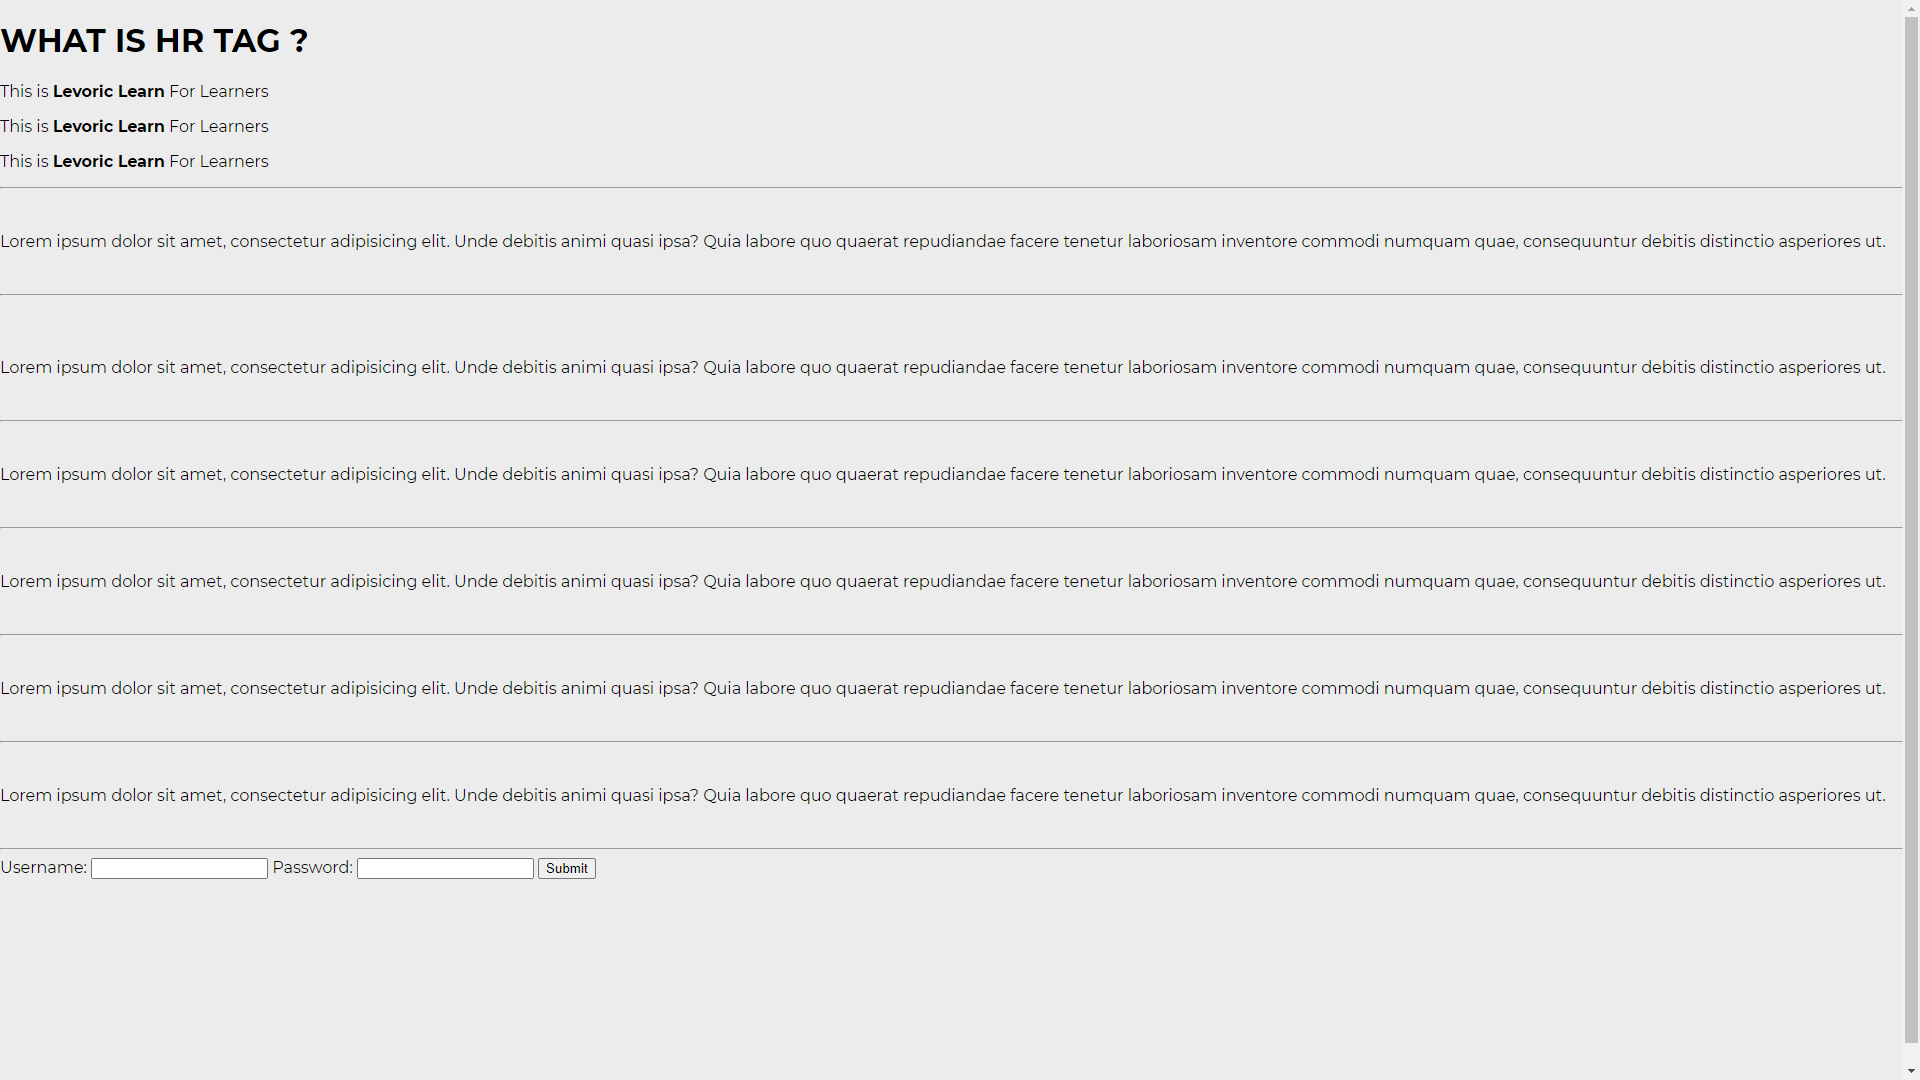 WHAT IS HR TAG ?
This is Levoric Learn For Learners
This is Levoric Learn For Learners
This is Levoric Learn For Learners
Lorem ipsum dolor sit amet, consectetur adipisicing elit. Unde debitis animi quasi ipsa? Quia labore quo quaerat repudiandae facere tenetur laboriosam inventore commodi numquam quae, consequuntur debitis distinctio asperiores ut.
Lorem ipsum dolor sit amet, consectetur adipisicing elit. Unde debitis animi quasi ipsa? Quia labore quo quaerat repudiandae facere tenetur laboriosam inventore commodi numquam quae, consequuntur debitis distinctio asperiores ut.
Lorem ipsum dolor sit amet, consectetur adipisicing elit. Unde debitis animi quasi ipsa? Quia labore quo quaerat repudiandae facere tenetur laboriosam inventore commodi numquam quae, consequuntur debitis distinctio asperiores ut.
Lorem ipsum dolor sit amet, consectetur adipisicing elit. Unde debitis animi quasi ipsa? Quia labore quo quaerat repudiandae facere tenetur laboriosam inventore commodi numquam quae, consequuntur debitis distinctio asperiores ut.
Lorem ipsum dolor sit amet, consectetur adipisicing elit. Unde debitis animi quasi ipsa? Quia labore quo quaerat repudiandae facere tenetur laboriosam inventore commodi numquam quae, consequuntur debitis distinctio asperiores ut.
Lorem ipsum dolor sit amet, consectetur adipisicing elit. Unde debitis animi quasi ipsa? Quia labore quo quaerat repudiandae facere tenetur laboriosam inventore commodi numquam quae, consequuntur debitis distinctio asperiores ut.
Username: Password: Submit